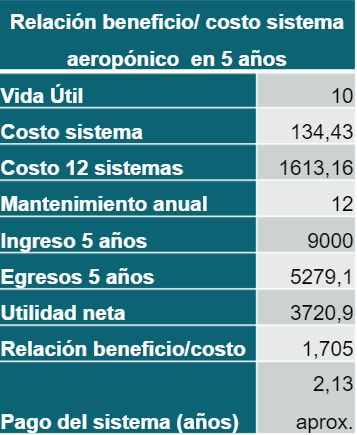 Relación beneficio/ costo sistema
aeropónico en 5 años
Vida Útil 10
Costo sistema 134,43
Costo 12 sistemas 1613,16
Mantenimiento anual 12
Ingreso 5 años 9000
Egresos 5 años 5279,1
Utilidad neta 3720,9
Relación beneficio/costo 1,705
2,13
Pago del sistema (años) aprox.